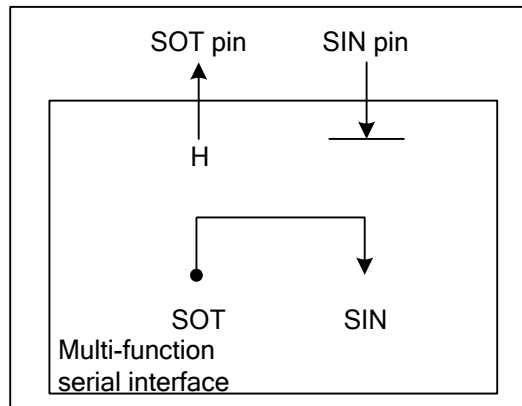 SOT pin SIN pin
H
SOT SIN
Multi-function
serial interface